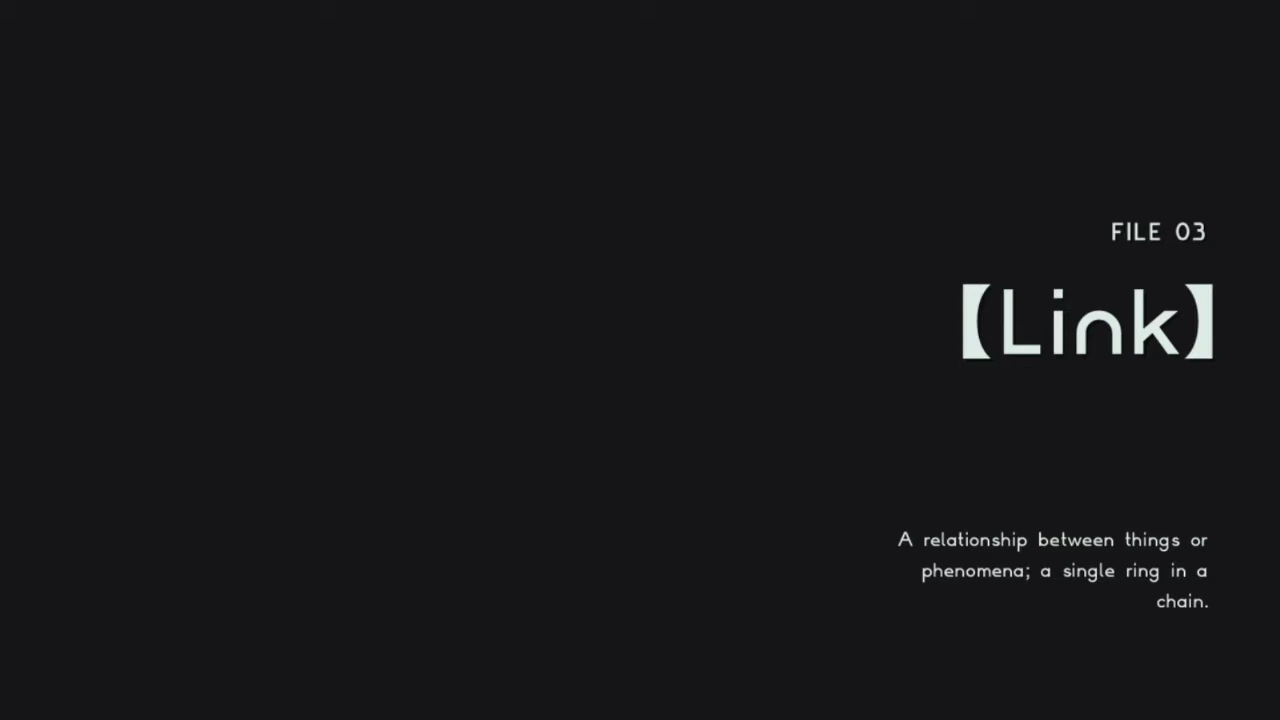 FILE 03
【Link】
A relationship between things or
phenomena; a single ring in a
chain.